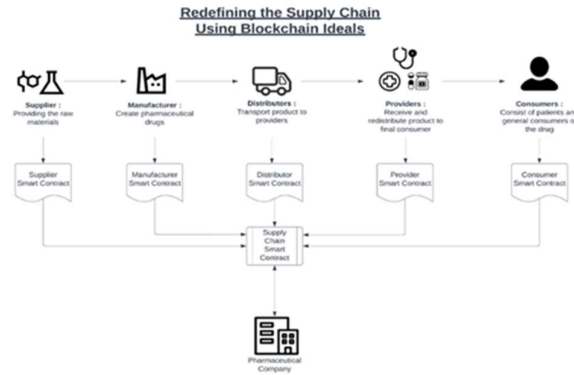 Redefining the Supply Chain
Using Blockchain Ideals
Supplier :
Providing the raw
materials
Manufacturer :
Create pharmaceutical
drugs
Distributors :
Transport product to
providers
Providers :
Receive and
redistribute product to
final consumer
Consumers :
Consist of patients an
general consumers o
the drug
Supplier
Smart Contract
Manufacturer
Smart Contract
Distributor
Smart Contract
Provider
Smart Contract
Consumer
Smart Contract
Supply
Chain
Smart
Contract
Pharmaceutical
Company